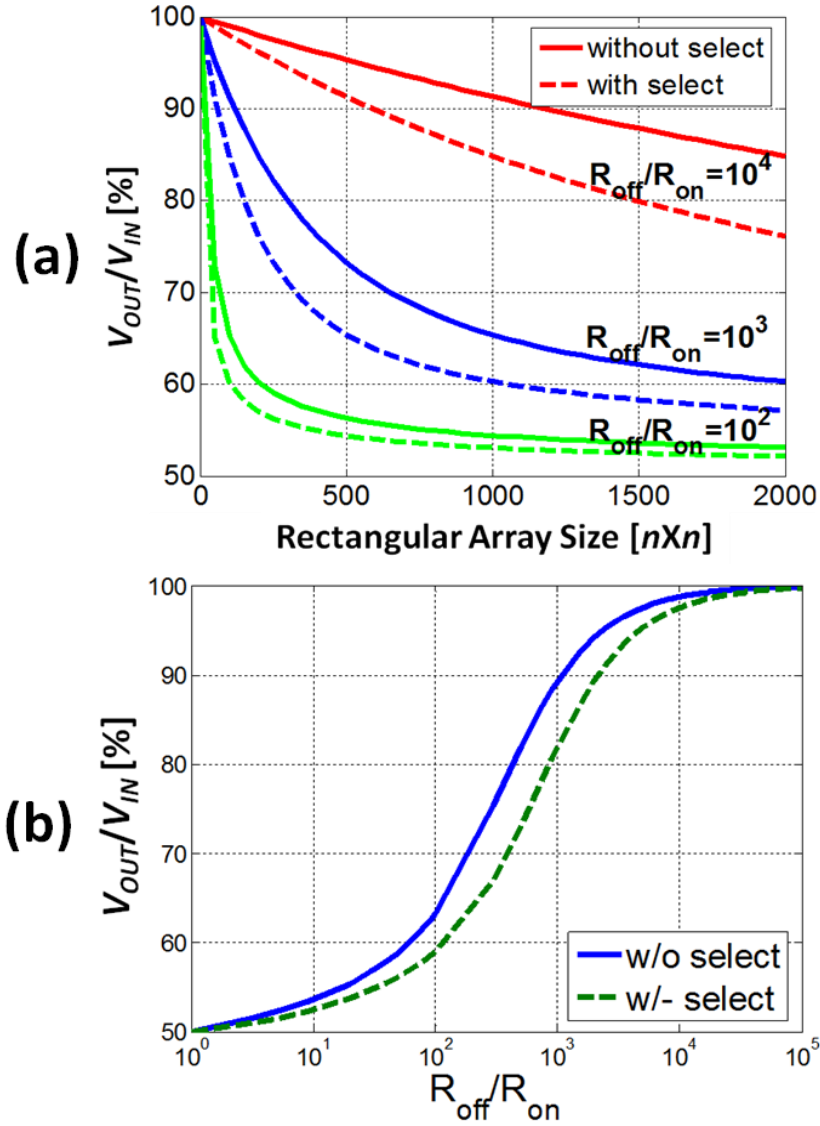 100
90
80
70
60
50
V_OUT/V_IN [%]
(a)
without select
with select
R_off/R_on=10^4
R_off/R_on=10^3
R_off/R_on=10^2
0 500 1000 1500 2000
Rectangular Array Size [nXn]
100
90
80
70
60
50
V_OUT/V_IN [%]
(b)
w/o select
w/- select
10^0 10^1 10^2 10^3 10^4 10^5
R_off/R_on